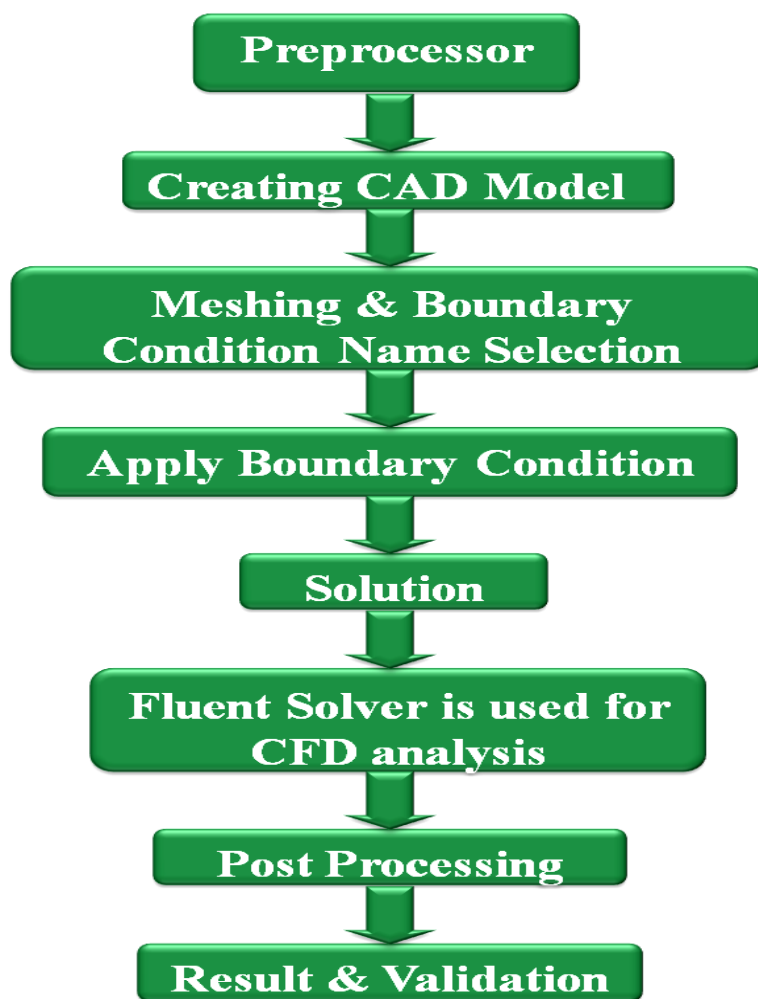 Preprocessor
Creating CAD Model
Meshing & Boundary
Condition Name Selection
Apply Boundary Condition
Solution
Fluent Solver is used for
CFD analysis
Post Processing
Result & Validation